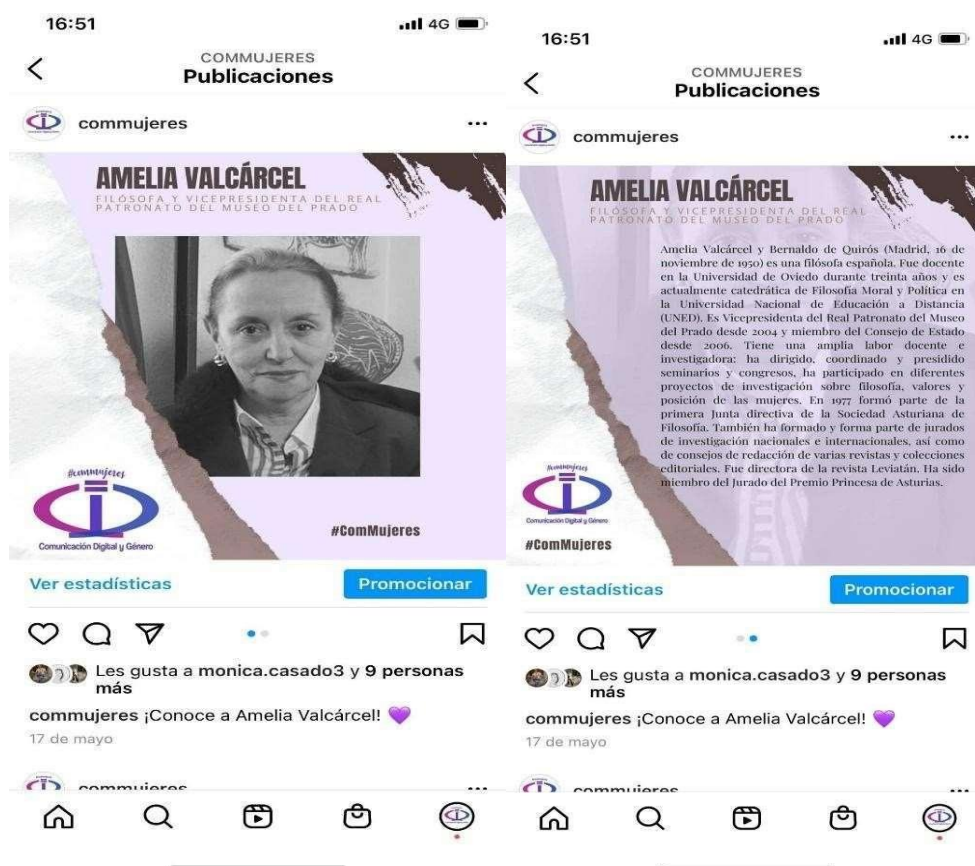 16:51
4G
COMMUJERES
Publicaciones
commujeres
AMELIA VALCÁRCEL
FILÓSOFA Y VICEPRESIDENTA DEL REAL
PATRONATO DEL MUSEO DEL PRADO
#commujeres
Comunicación Digital y Género
#ComMujeres
Ver estadísticas
Promocionar
Les gusta a monica.casado3 y 9 personas
más
commujeres ¡Conoce a Amelia Valcárcel! 💜
17 de mayo
commujeres
16:51
4G
COMMUJERES
Publicaciones
commujeres
AMELIA VALCÁRCEL
FILÓSOFA Y VICEPRESIDENTA DEL REAL
PATRONATO DEL MUSEO DEL PRADO
Amelia Valcárcel y Bernaldo de Quirós (Madrid, 16 de
noviembre de 1950) es una filósofa española. Fue docente
en la Universidad de Oviedo durante treinta años y es
actualmente catedrática de Filosofía Moral y Política en
la Universidad Nacional de Educación a Distancia
(UNED). Es Vicepresidenta del Real Patronato del Museo
del Prado desde 2004 y miembro del Consejo de Estado
desde 2006. Tiene una amplia labor docente e
investigadora: ha dirigido, coordinado y presidido
seminarios y congresos, ha participado en diferentes
proyectos de investigación sobre filosofía, valores y
posición de las mujeres. En 1977 formó parte de la
primera Junta directiva de la Sociedad Asturiana de
Filosofía. También ha formado y forma parte de jurados
de investigación nacionales e internacionales, así como
de consejos de redacción de varias revistas y colecciones
editoriales. Fue directora de la revista Leviatán. Ha sido
miembro del Jurado del Premio Princesa de Asturias.
#commujeres
Comunicación Digital y Género
#ComMujeres
Ver estadísticas
Promocionar
Les gusta a monica.casado3 y 9 personas
más
commujeres ¡Conoce a Amelia Valcárcel! 💜
17 de mayo
commujeres